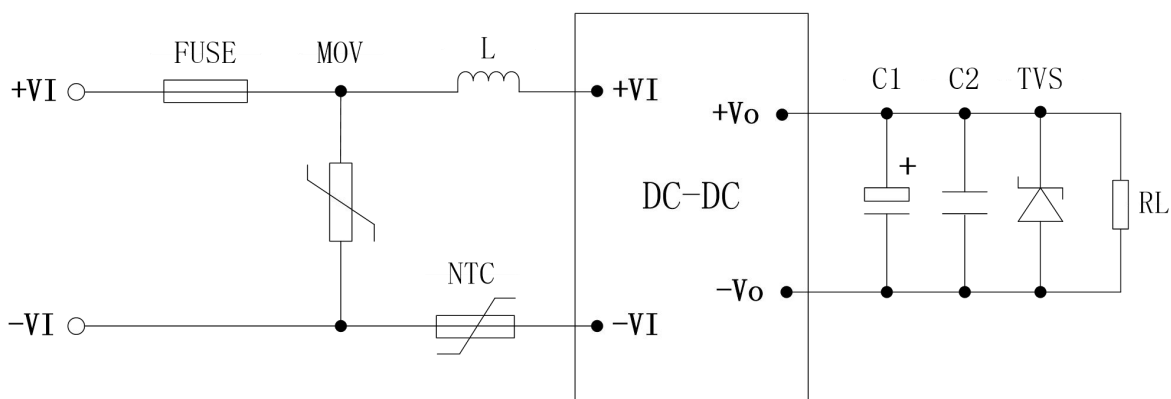 FUSE MOV L
+VI +VI C1 C2 TVS
+Vo
+
DC-DC RL
NTC -Vo
-VI -VI